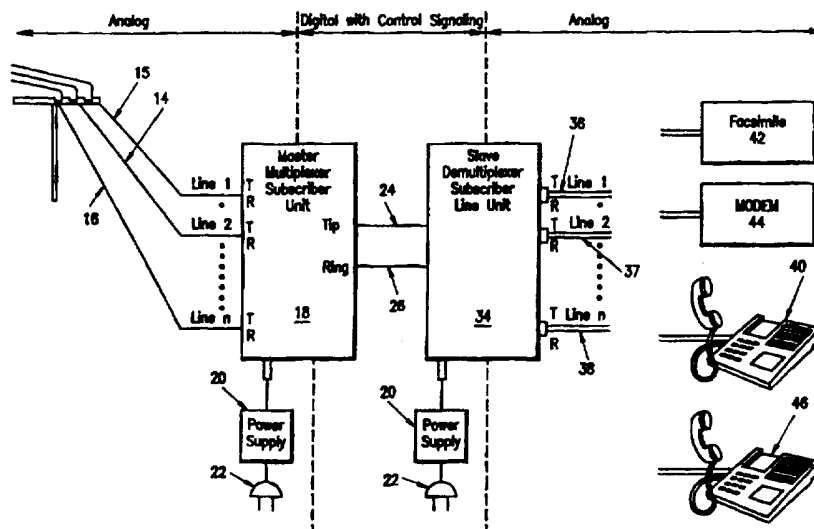 Analog
Digital with Control Signaling
Analog
15
14
16
Line 1
T
R
Line 2
T
R
Line n
T
R
Master
Multiplexer
Subscriber
Unit
Tip
Ring
18
24
26
Slave
Demultiplexer
Subscriber
Line Unit
34
T
R
Line 1
36
T
R
Line 2
37
T
R
Line n
38
Facsimile
42
MODEM
44
40
46
20
Power
Supply
22
20
Power
Supply
22